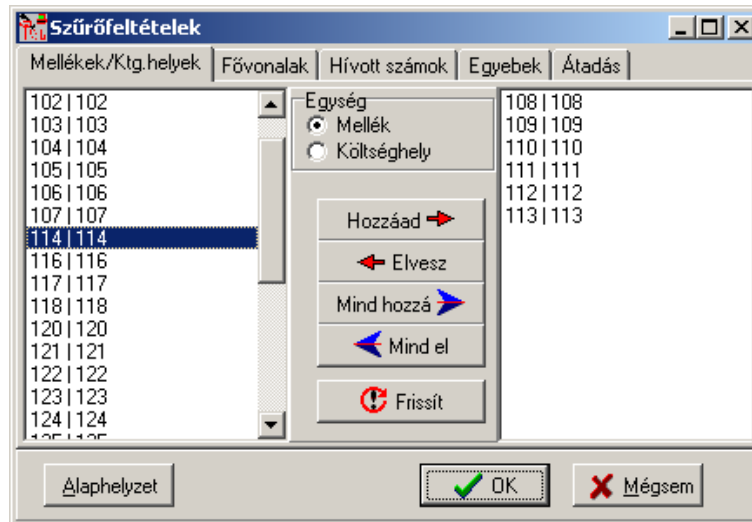 Szűrőfeltételek
Mellékek/Ktg.helyek Fővonalak Hívott számok Egyebek Átadás
102|102
103|103
104|104
105|105
106|106
107|107
114|114
116|116
117|117
118|118
120|120
121|121
122|122
123|123
124|124
125|125
Egység
Mellék
Költséghely
Hozzáad
Elvesz
Mind hozzá
Mind el
Frissít
108|108
109|109
110|110
111|111
112|112
113|113
Alaphelyzet
OK
Mégsem